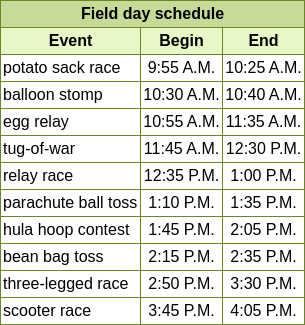 Field day schedule
Event Begin End
potato sack race 9:55 A.M. 10:25 A.M.
balloon stomp 10:30 A.M. 10:40 A.M.
egg relay 10:55 A.M. 11:35 A.M.
tug-of-war 11:45 A.M. 12:30 P.M.
relay race 12:35 P.M. 1:00 P.M.
parachute ball toss 1:10 P.M. 1:35 P.M.
hula hoop contest 1:45 P.M. 2:05 P.M.
bean bag toss 2:15 P.M. 2:35 P.M.
three-legged race 2:50 P.M. 3:30 P.M.
scooter race 3:45 P.M. 4:05 P.M.